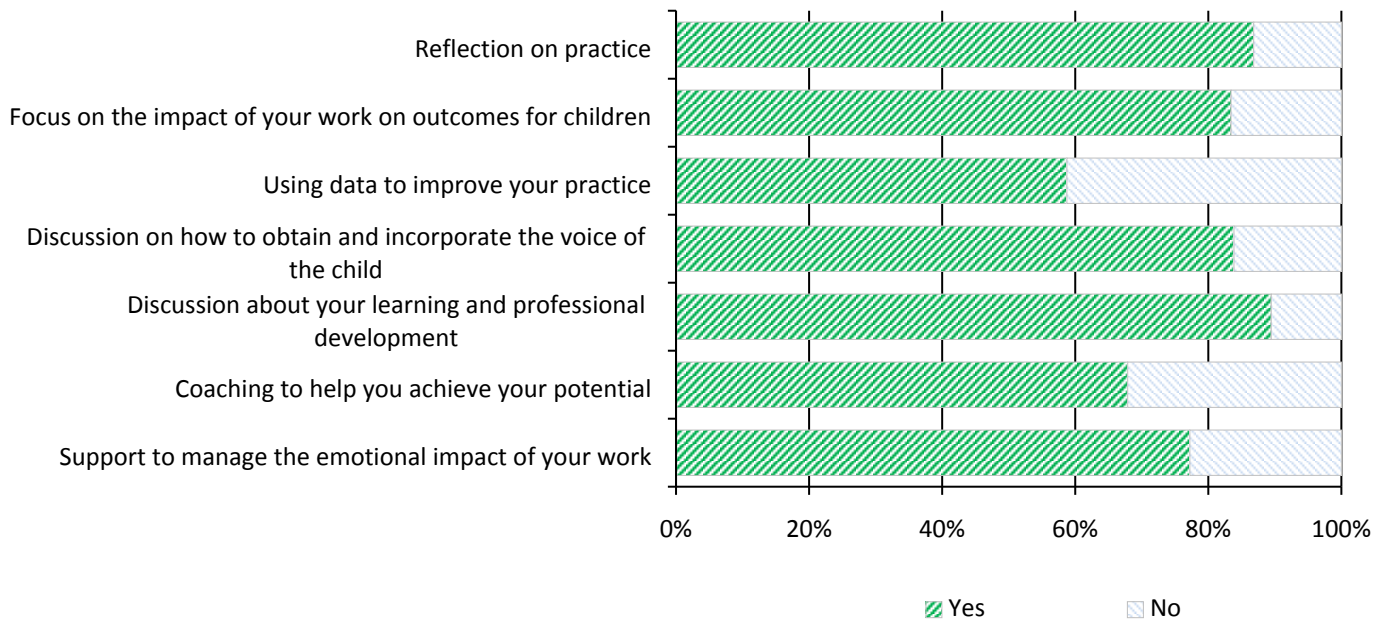 Reflection on practice
Focus on the impact of your work on outcomes for children
Using data to improve your practice
Discussion on how to obtain and incorporate the voice of
the child
Discussion about your learning and professional
development
Coaching to help you achieve your potential
Support to manage the emotional impact of your work
0% 20% 40% 60% 80% 100%
Yes No